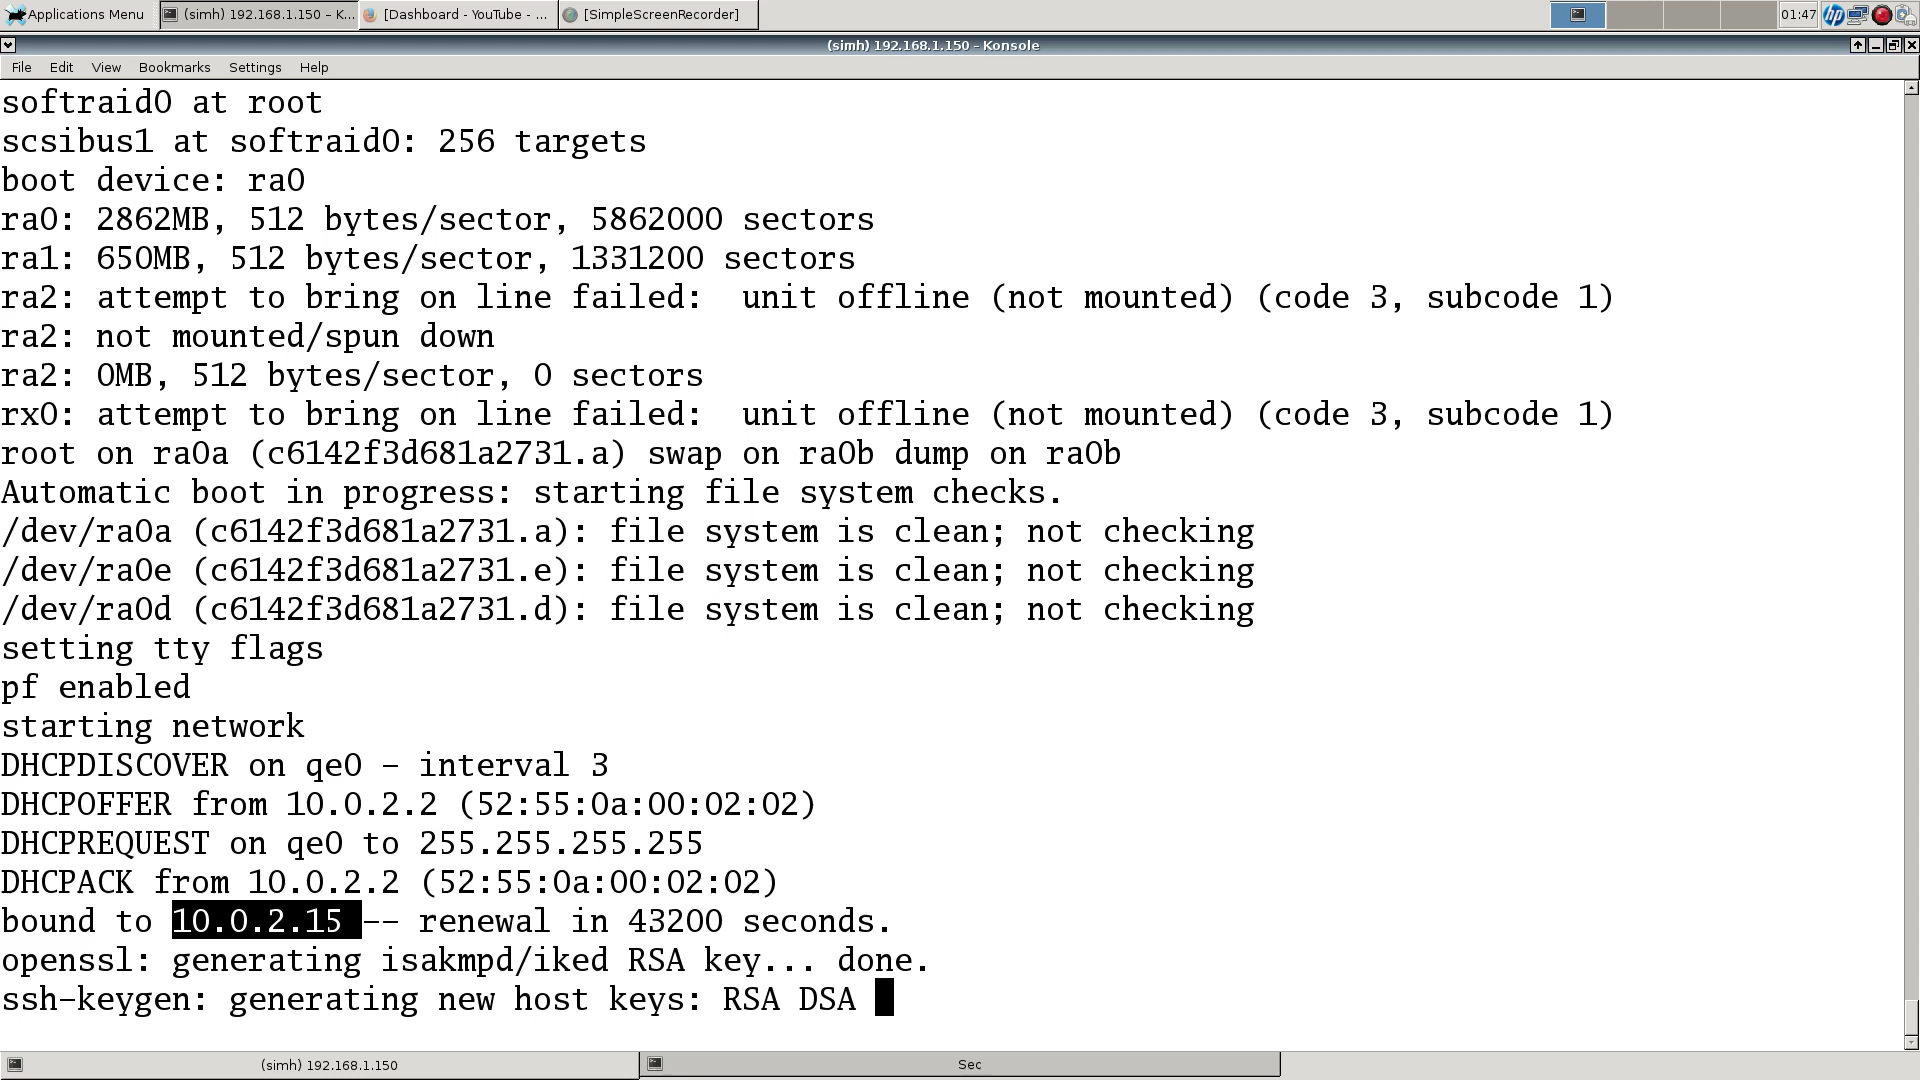 Applications Menu
(simh) 192.168.1.150 – K...
[Dashboard - YouTube - ...
[SimpleScreenRecorder]
01:47
hp
(simh) 192.168.1.150 – Konsole
File Edit View Bookmarks Settings Help
softraid0 at root
scsibus1 at softraid0: 256 targets
boot device: ra0
ra0: 2862MB, 512 bytes/sector, 5862000 sectors
ra1: 650MB, 512 bytes/sector, 1331200 sectors
ra2: attempt to bring on line failed:  unit offline (not mounted) (code 3, subcode 1)
ra2: not mounted/spun down
ra2: 0MB, 512 bytes/sector, 0 sectors
rx0: attempt to bring on line failed:  unit offline (not mounted) (code 3, subcode 1)
root on ra0a (c6142f3d681a2731.a) swap on ra0b dump on ra0b
Automatic boot in progress: starting file system checks.
/dev/ra0a (c6142f3d681a2731.a): file system is clean; not checking
/dev/ra0e (c6142f3d681a2731.e): file system is clean; not checking
/dev/ra0d (c6142f3d681a2731.d): file system is clean; not checking
setting tty flags
pf enabled
starting network
DHCPDISCOVER on qe0 - interval 3
DHCPOFFER from 10.0.2.2 (52:55:0a:00:02:02)
DHCPREQUEST on qe0 to 255.255.255.255
DHCPACK from 10.0.2.2 (52:55:0a:00:02:02)
bound to 10.0.2.15 -- renewal in 43200 seconds.
openssl: generating isakmpd/iked RSA key... done.
ssh-keygen: generating new host keys: RSA DSA
(simh) 192.168.1.150
Sec